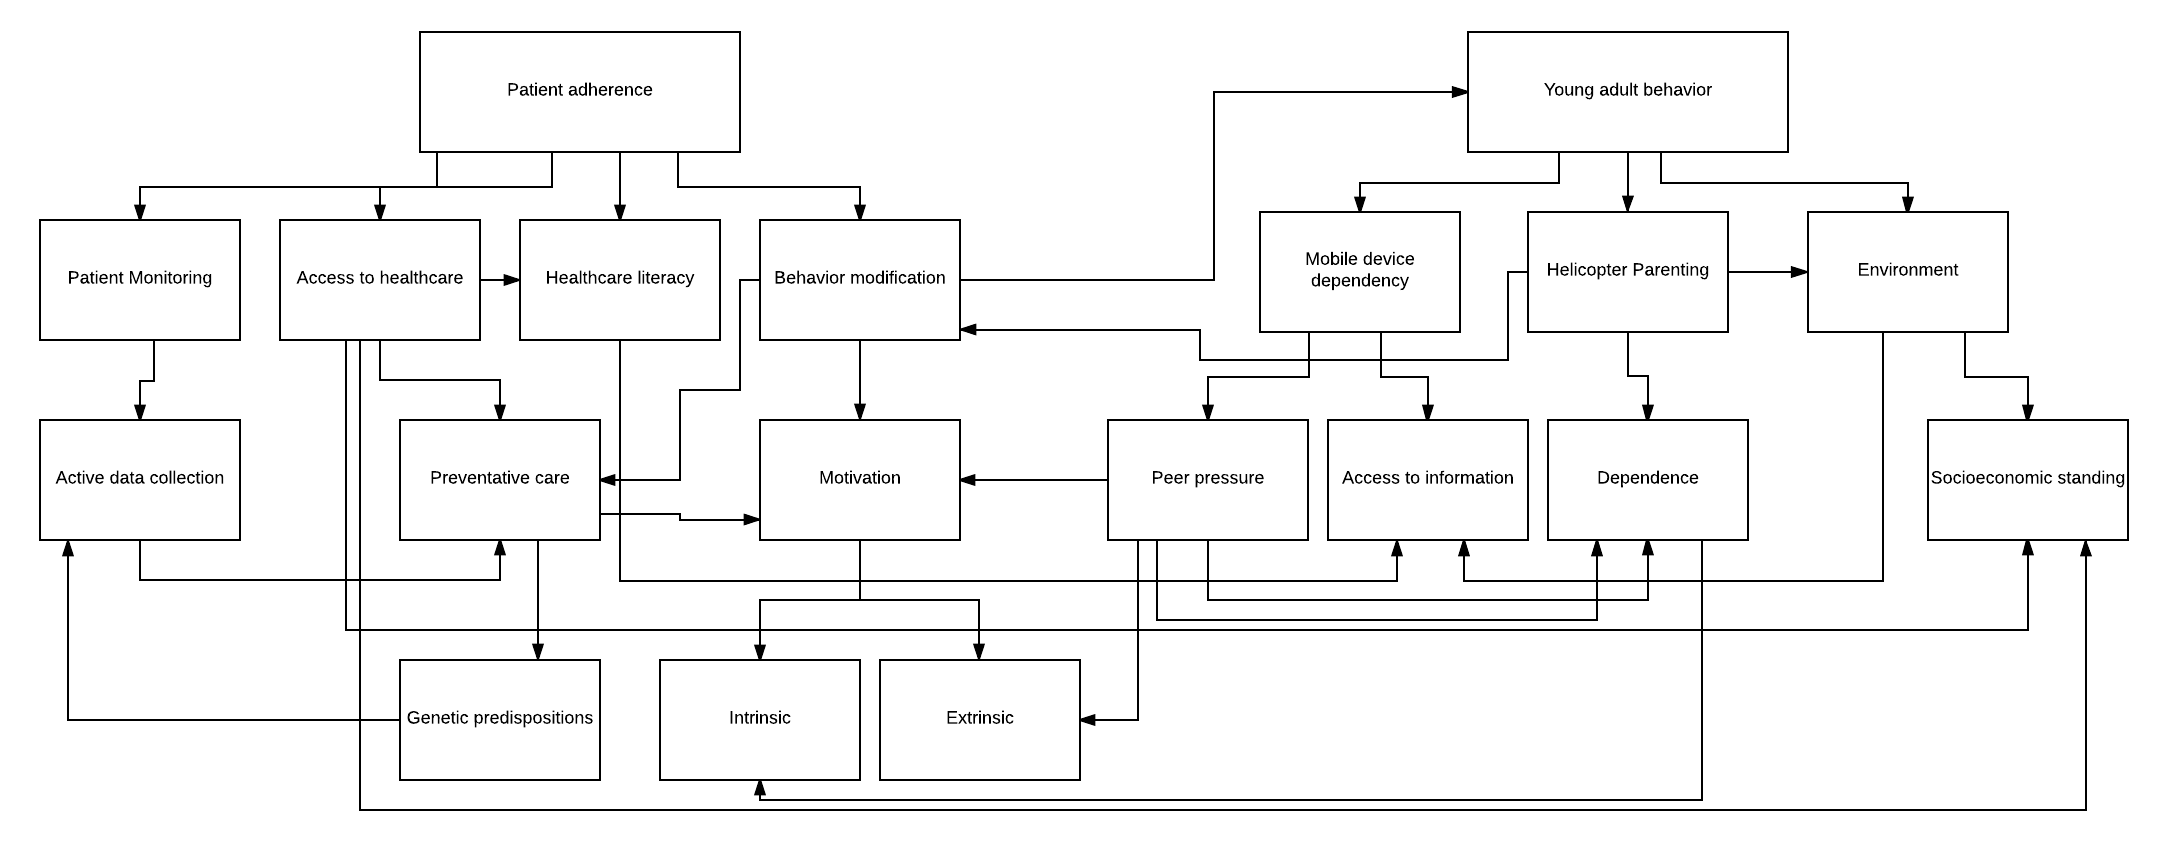 Patient adherence
Young adult behavior
Patient Monitoring
Access to healthcare
Healthcare literacy
Behavior modification
Mobile device
dependency
Helicopter Parenting
Environment
Active data collection
Preventative care
Motivation
Peer pressure
Access to information
Dependence
Socioeconomic standing
Genetic predispositions
Intrinsic
Extrinsic